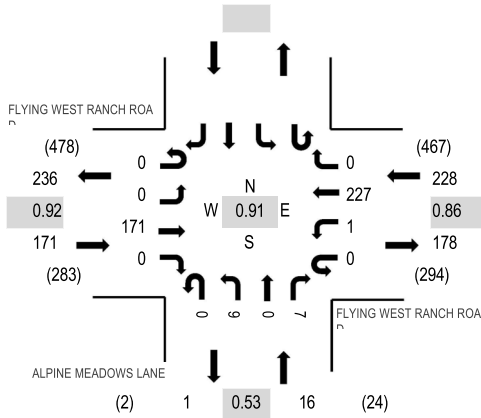 FLYING WEST RANCH ROA
D
(478) 0 0 (467)
236 0 N 227 228
0.92 171 W 0.91 E 1 0.86
171 0 S 0 178
(283) (294)
0 9 0 7
FLYING WEST RANCH ROA
D
ALPINE MEADOWS LANE
(2) 1 0.53 16 (24)